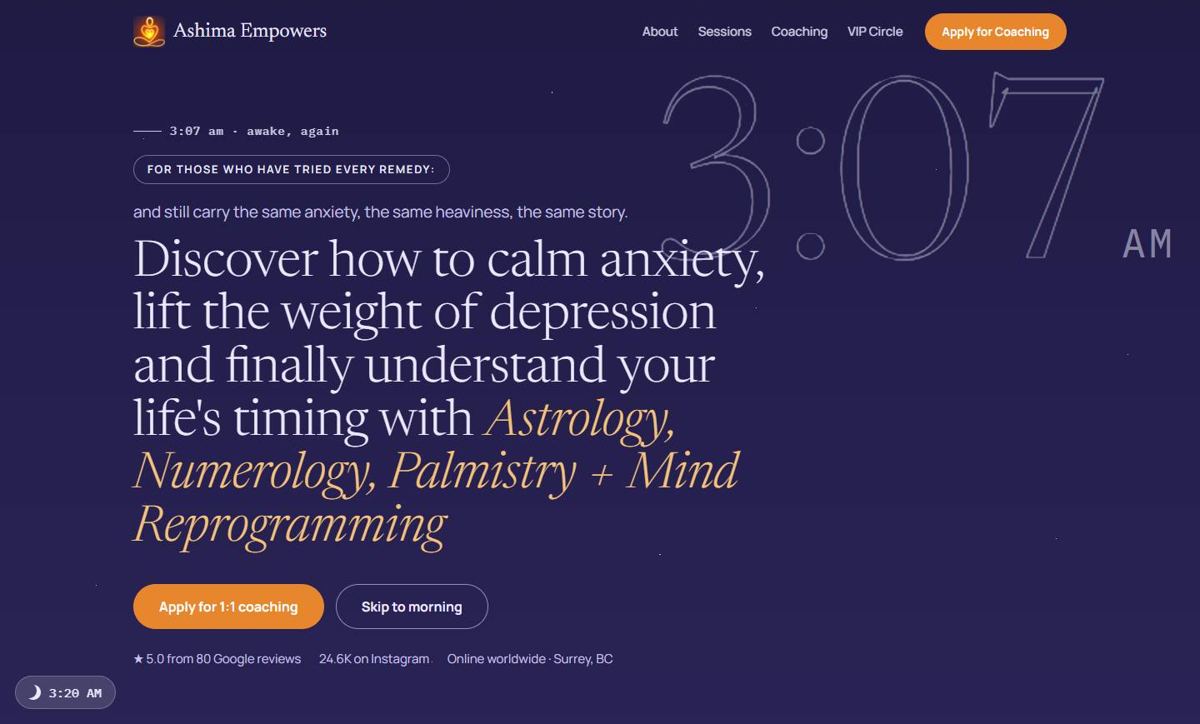 Ashima Empowers
About Sessions Coaching VIP Circle Apply for Coaching
3:07 AM
3:07 am · awake, again
FOR THOSE WHO HAVE TRIED EVERY REMEDY:
and still carry the same anxiety, the same heaviness, the same story.
Discover how to calm anxiety,
lift the weight of depression
and finally understand your
life's timing with Astrology,
Numerology, Palmistry + Mind
Reprogramming
Apply for 1:1 coaching Skip to morning
★ 5.0 from 80 Google reviews 24.6K on Instagram Online worldwide · Surrey, BC
3:20 AM